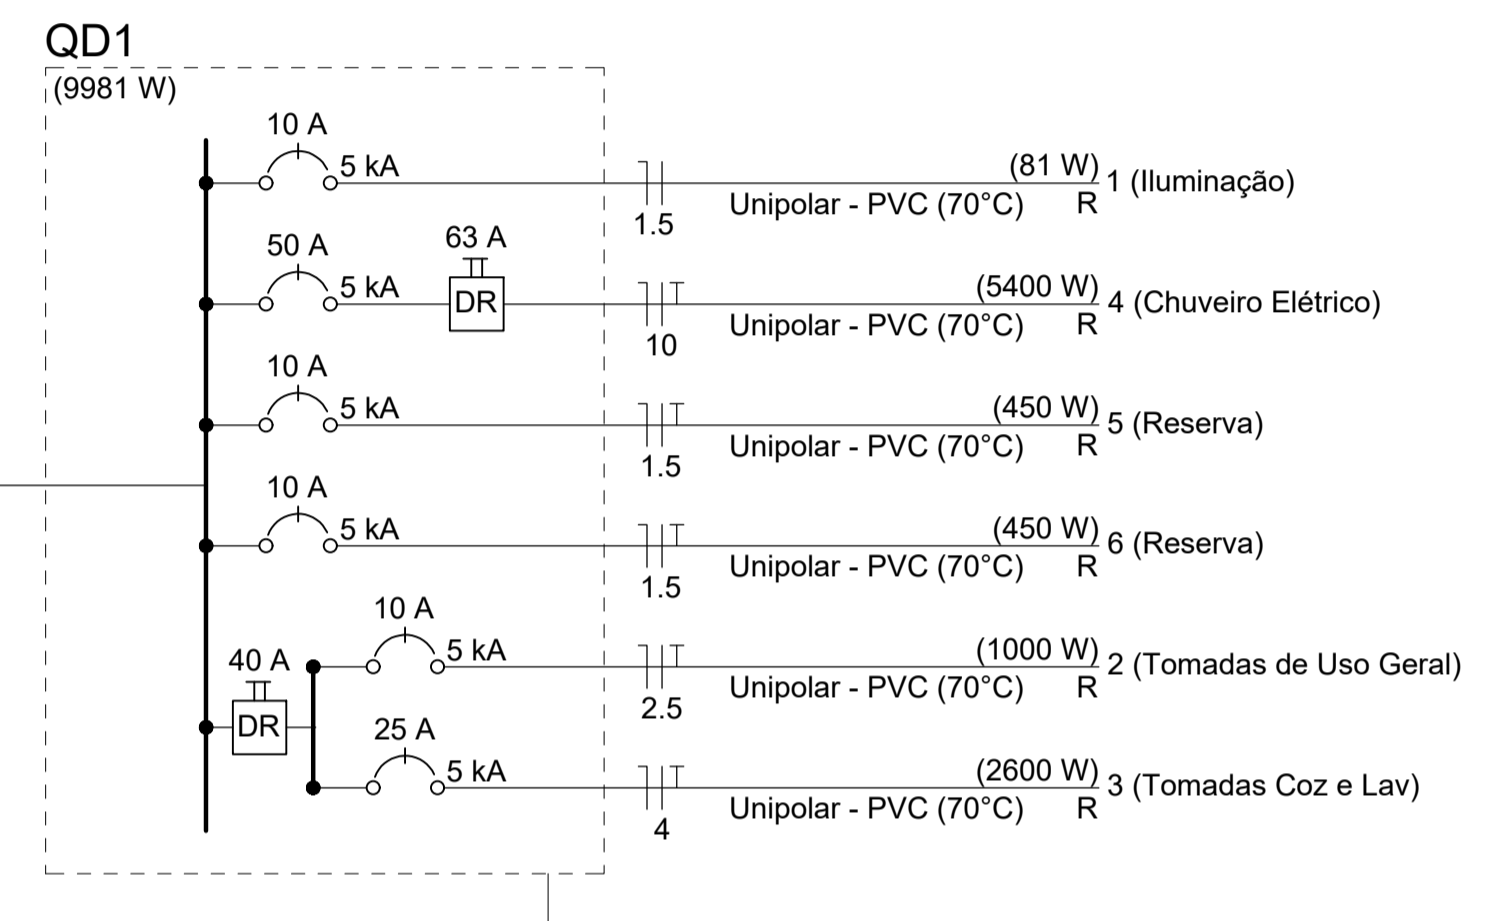 QD1
(9981 W)
10 A
5 kA
1.5
Unipolar - PVC (70°C)
(81 W)
R
1 (Iluminação)
50 A
5 kA
63 A
DR
10
Unipolar - PVC (70°C)
(5400 W)
R
4 (Chuveiro Elétrico)
10 A
5 kA
1.5
Unipolar - PVC (70°C)
(450 W)
R
5 (Reserva)
10 A
5 kA
1.5
Unipolar - PVC (70°C)
(450 W)
R
6 (Reserva)
40 A
DR
10 A
5 kA
2.5
Unipolar - PVC (70°C)
(1000 W)
R
2 (Tomadas de Uso Geral)
25 A
5 kA
4
Unipolar - PVC (70°C)
(2600 W)
R
3 (Tomadas Coz e Lav)